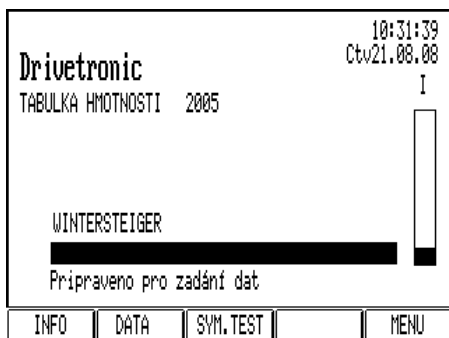 10:31:39
Drivetronic Ctv21.08.08
I
TABULKA HMOTNOSTI 2005
WINTERSTEIGER
Pripraveno pro zadání dat
INFO DATA SYM.TEST MENU